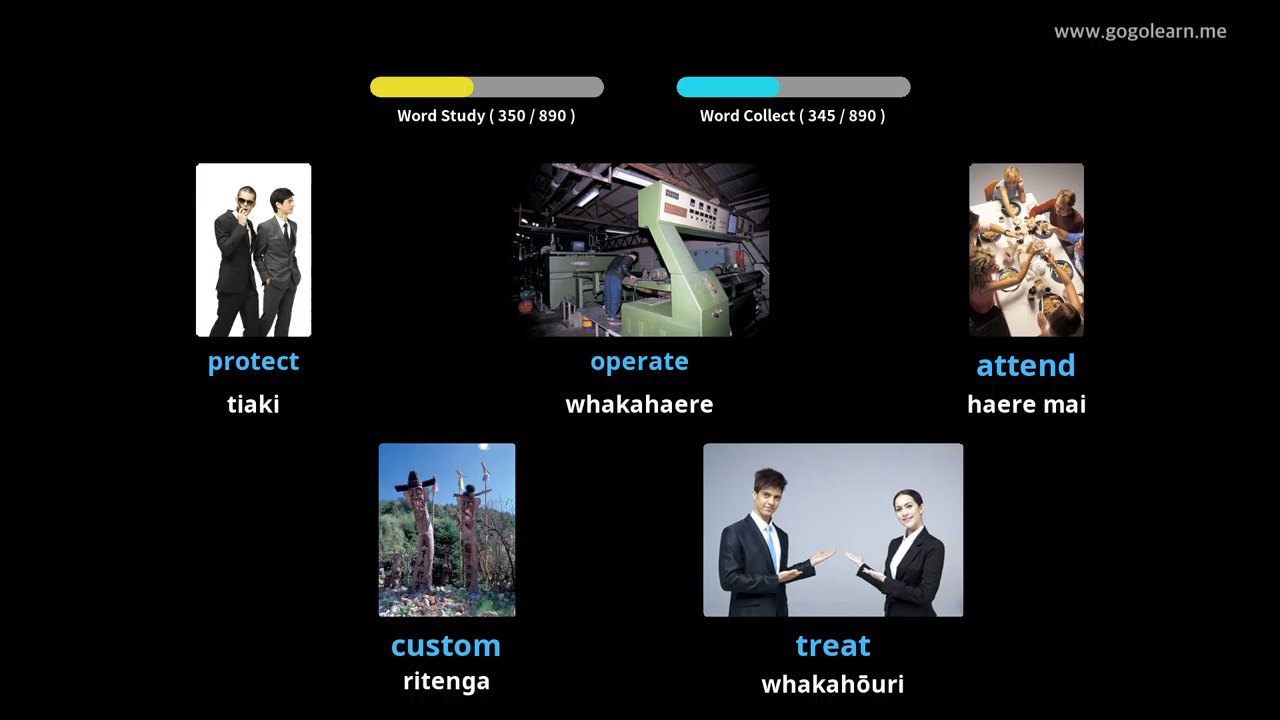 www.gogolearn.me
Word Study ( 350 / 890 )
Word Collect ( 345 / 890 )
protect
tiaki
operate
whakahaere
attend
haere mai
custom
ritenga
treat
whakahōuri